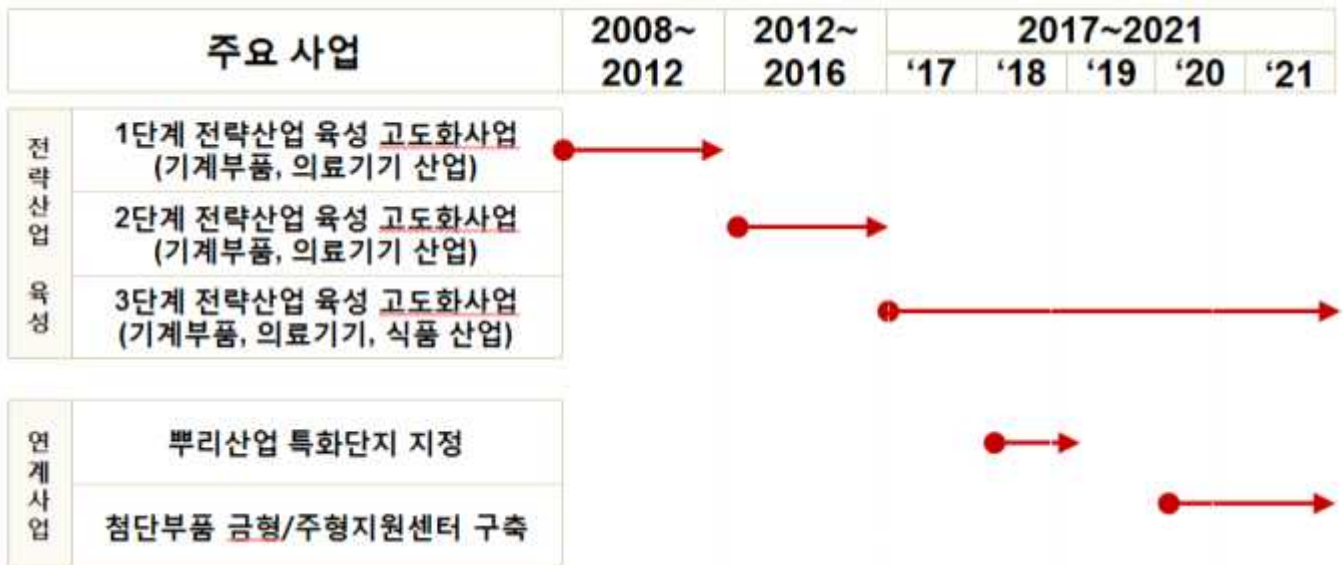 주요 사업
2008~
2012
2012~
2016
2017~2021
‘17 ‘18 ‘19 ‘20 ‘21
전략산업 육성
1단계 전략산업 육성 고도화사업
(기계부품, 의료기기 산업)
2단계 전략산업 육성 고도화사업
(기계부품, 의료기기 산업)
3단계 전략산업 육성 고도화사업
(기계부품, 의료기기, 식품 산업)
연계사업
뿌리산업 특화단지 지정
첨단부품 금형/주형지원센터 구축